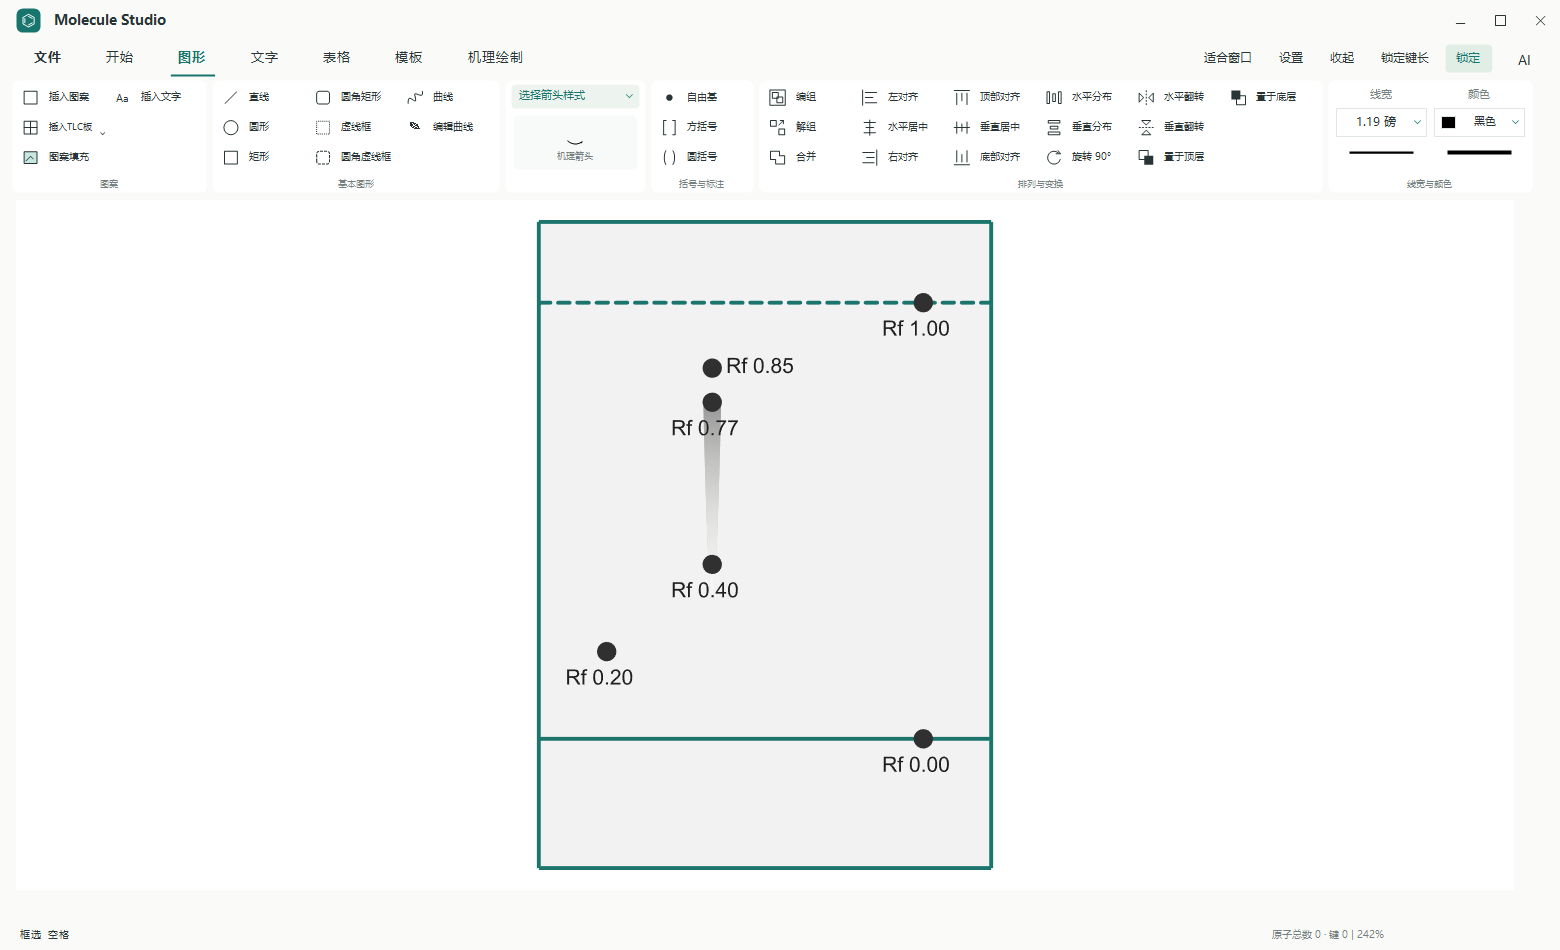 Molecule Studio
文件 开始 图形 文字 表格 模板 机理绘制 适合窗口 设置 收起 锁定键长 锁定 AI
插入图案 Aa 插入文字
插入TLC板
图案填充
图案
直线 圆角矩形 曲线
圆形 虚线框 编辑曲线
矩形 圆角虚线框
基本图形
选择箭头样式
机理箭头
自由基
方括号
圆括号
括号与标注
编组 左对齐 顶部对齐 水平分布 水平翻转 置于底层
解组 水平居中 垂直居中 垂直分布 垂直翻转
合并 右对齐 底部对齐 旋转 90° 置于顶层
排列与变换
线宽 颜色
1.19 磅 黑色
线宽与颜色
Rf 1.00
Rf 0.85
Rf 0.77
Rf 0.40
Rf 0.20
Rf 0.00
框选 空格
原子总数 0 · 键 0 | 242%